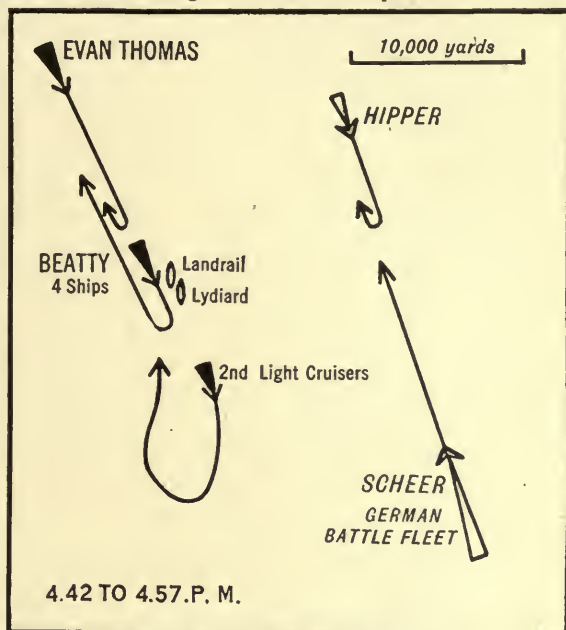 EVAN THOMAS
10,000 yards
HIPPER
BEATTY
4 Ships
Landrail
Lydiard
2nd Light Cruisers
SCHEER
GERMAN
BATTLE FLEET
4.42 TO 4.57.P. M.